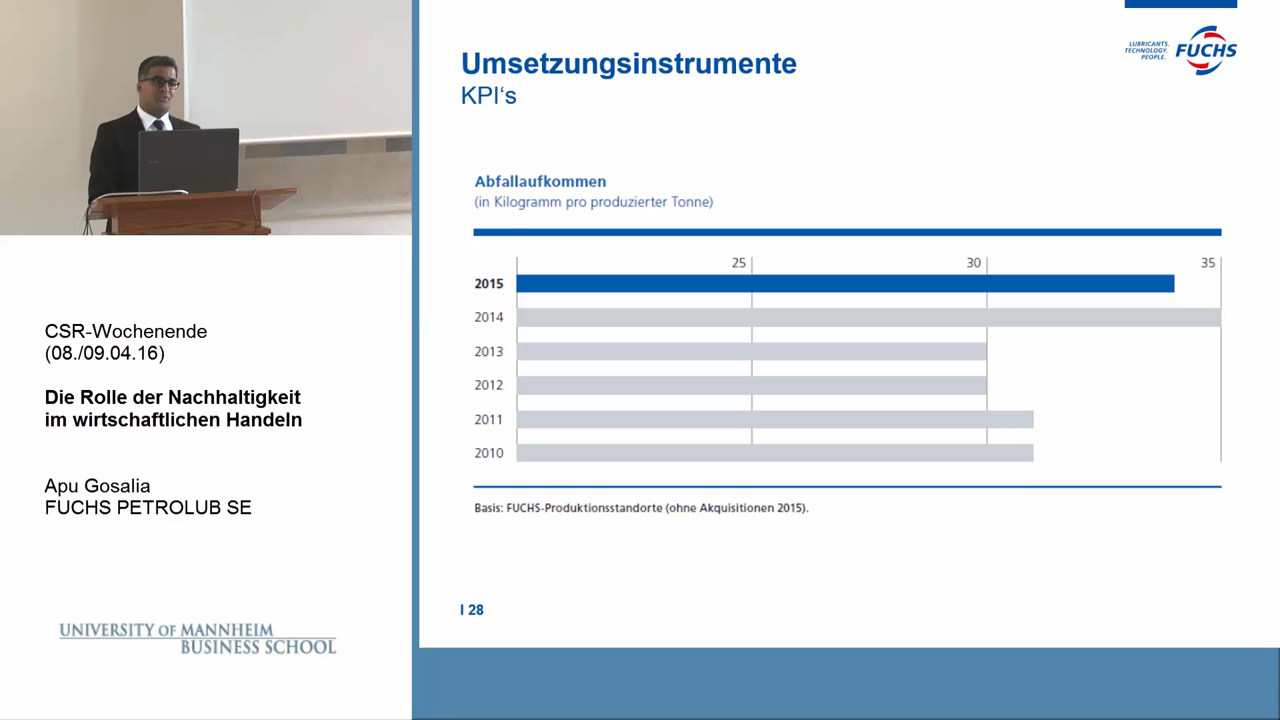 Umsetzungsinstrumente
KPI‘s
LUBRICANTS.
TECHNOLOGY.
PEOPLE.
FUCHS
Abfallaufkommen
(in Kilogramm pro produzierter Tonne)
25
30
35
2015
2014
2013
2012
2011
2010
Basis: FUCHS-Produktionsstandorte (ohne Akquisitionen 2015).
I 28
CSR-Wochenende
(08./09.04.16)
Die Rolle der Nachhaltigkeit
im wirtschaftlichen Handeln
Apu Gosalia
FUCHS PETROLUB SE
UNIVERSITY OF MANNHEIM
BUSINESS SCHOOL